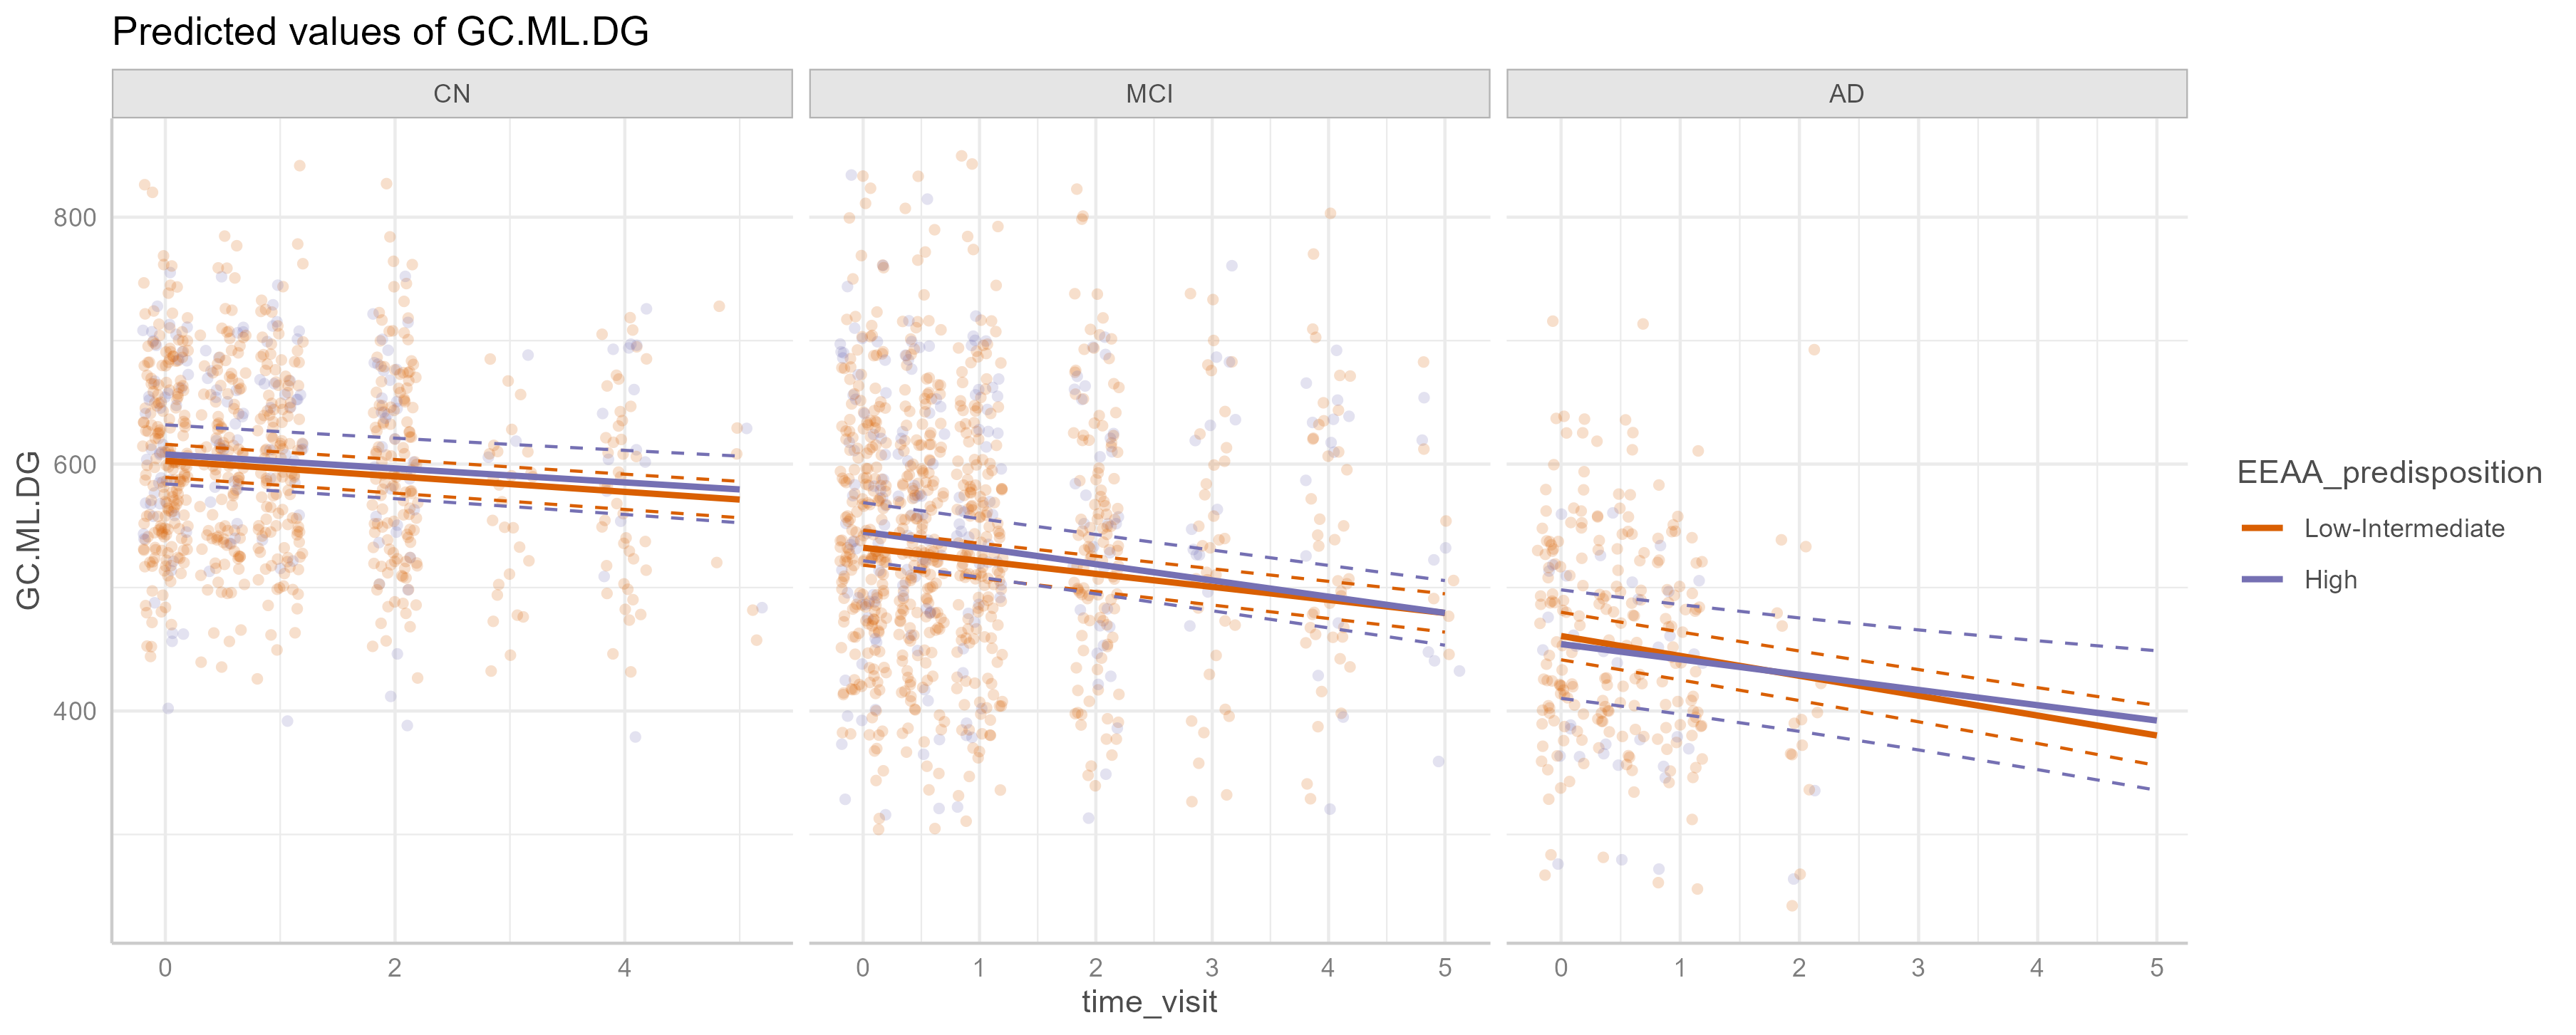 Predicted values of GC.ML.DG
CN
MCI
AD
GC.ML.DG
800
600
400
0 2 4
0 1 2 3 4 5
0 1 2 3 4 5
time_visit
EEAA_predisposition
Low-Intermediate
High